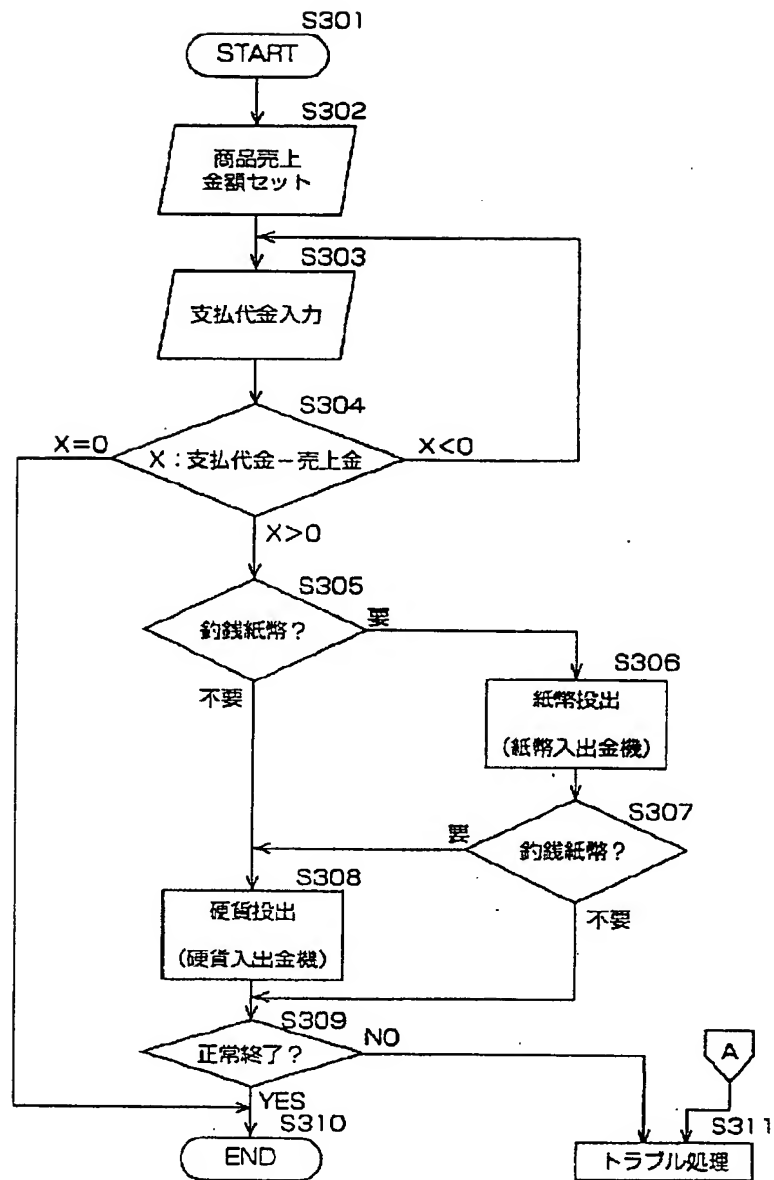 S301
START
S302
商品売上
金額セット
S303
支払代金入力
S304
X=0
X：支払代金－売上金
X<0
X>0
S305
釣銭紙幣？
要
不要
S306
紙幣投出
（紙幣入出金機）
S307
釣銭紙幣？
要
不要
S308
硬貨投出
（硬貨入出金機）
S309
正常終了？
NO
YES
A
S310
END
S311
トラブル処理